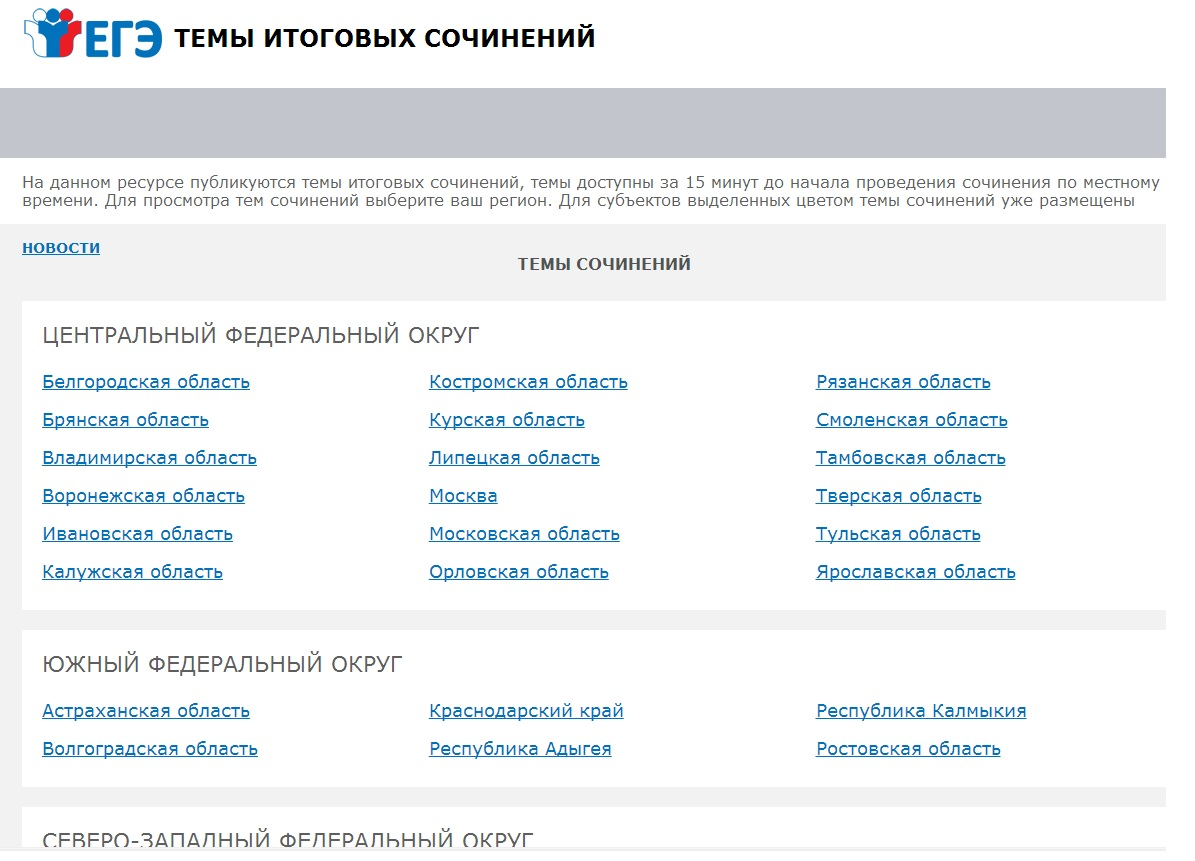 ЕГЭ ТЕМЫ ИТОГОВЫХ СОЧИНЕНИЙ
На данном ресурсе публикуются темы итоговых сочинений, темы доступны за 15 минут до начала проведения сочинения по местному
времени. Для просмотра тем сочинений выберите ваш регион. Для субъектов выделенных цветом темы сочинений уже размещены
НОВОСТИ
ТЕМЫ СОЧИНЕНИЙ
ЦЕНТРАЛЬНЫЙ ФЕДЕРАЛЬНЫЙ ОКРУГ
Белгородская область Костромская область Рязанская область
Брянская область Курская область Смоленская область
Владимирская область Липецкая область Тамбовская область
Воронежская область Москва Тверская область
Ивановская область Московская область Тульская область
Калужская область Орловская область Ярославская область
ЮЖНЫЙ ФЕДЕРАЛЬНЫЙ ОКРУГ
Астраханская область Краснодарский край Республика Калмыкия
Волгоградская область Республика Адыгея Ростовская область
СЕВЕРО-ЗАПАДНЫЙ ФЕДЕРАЛЬНЫЙ ОКРУГ